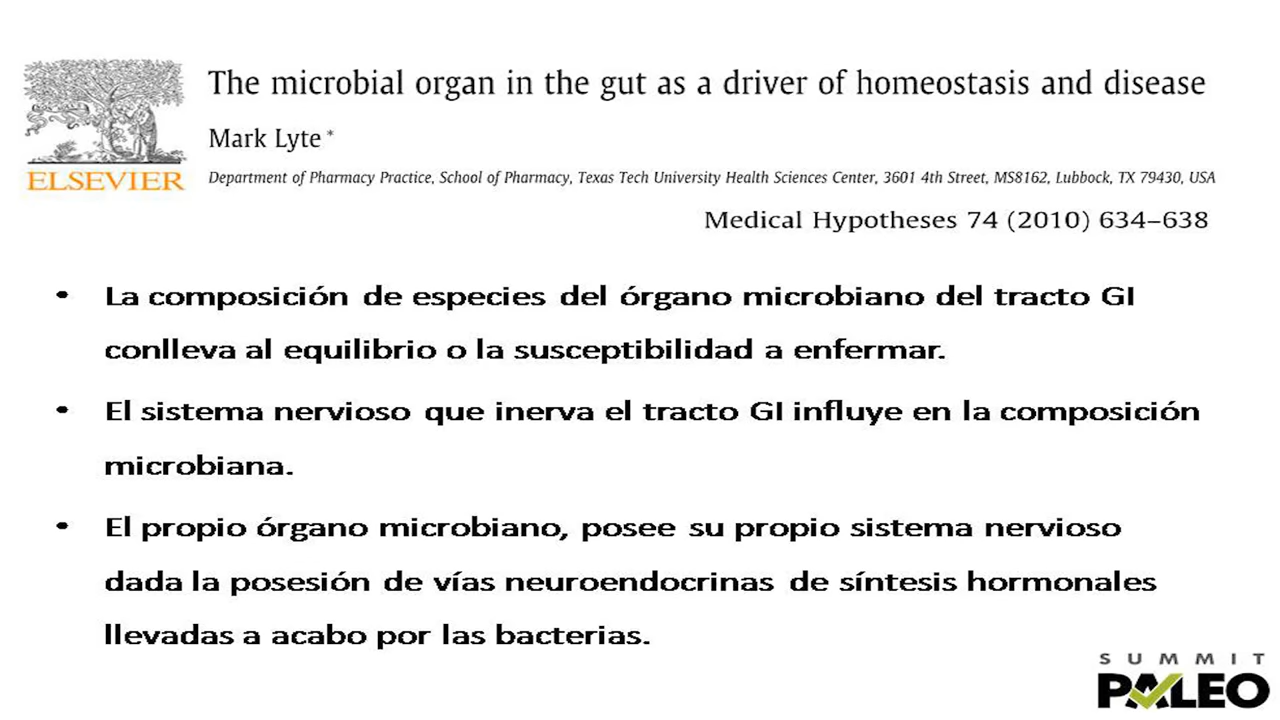 The microbial organ in the gut as a driver of homeostasis and disease
Mark Lyte *
ELSEVIER
Department of Pharmacy Practice, School of Pharmacy, Texas Tech University Health Sciences Center, 3601 4th Street, MS8162, Lubbock, TX 79430, USA
Medical Hypotheses 74 (2010) 634–638
• La composición de especies del órgano microbiano del tracto GI
conlleva al equilibrio o la susceptibilidad a enfermar.
• El sistema nervioso que inerva el tracto GI influye en la composición
microbiana.
• El propio órgano microbiano, posee su propio sistema nervioso
dada la posesión de vías neuroendocrinas de síntesis hormonales
llevadas a acabo por las bacterias.
SUMMIT
PALEO